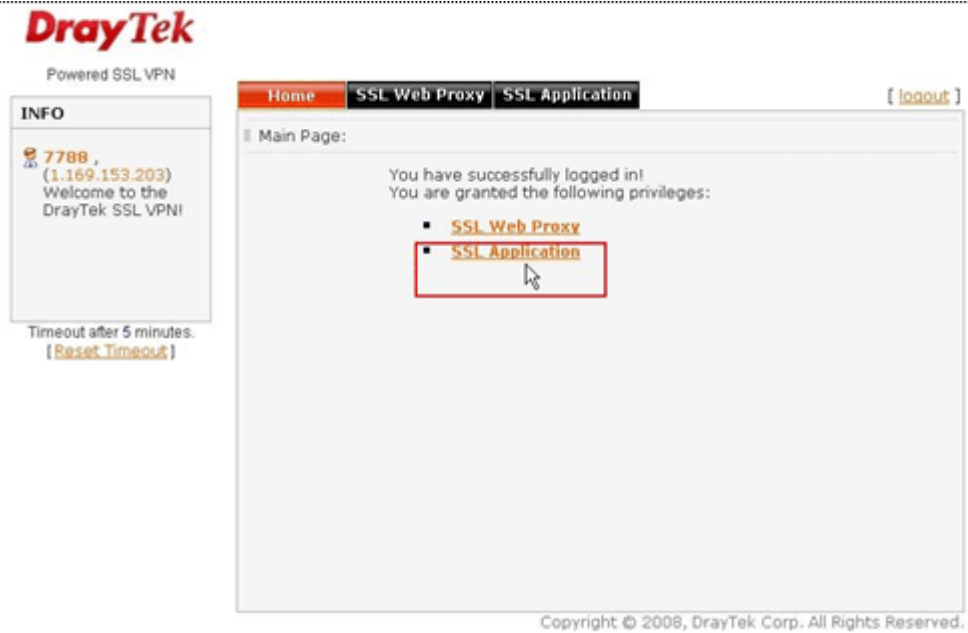 DrayTek
Powered SSL VPN
INFO
7788 ,
(1.169.153.203)
Welcome to the
DrayTek SSL VPN!
Timeout after 5 minutes.
[ Reset Timeout ]
Home SSL Web Proxy SSL Application [ logout ]
Main Page:
You have successfully logged in!
You are granted the following privileges:
SSL Web Proxy
SSL Application
Copyright © 2008, DrayTek Corp. All Rights Reserved.